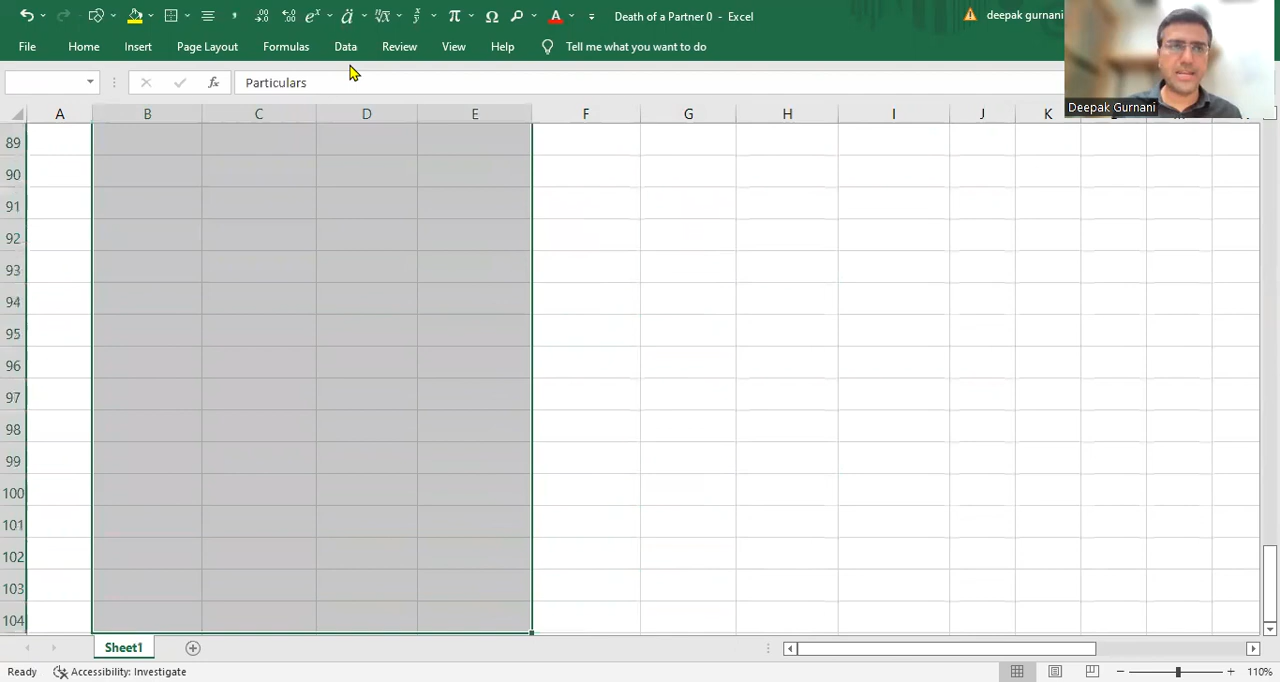 Death of a Partner 0 - Excel
deepak gurnani
File Home Insert Page Layout Formulas Data Review View Help Tell me what you want to do
fx Particulars
Deepak Gurnani
A B C D E F G H I J K
89
90
91
92
93
94
95
96
97
98
99
100
101
102
103
104
Sheet1
Ready Accessibility: Investigate 110%